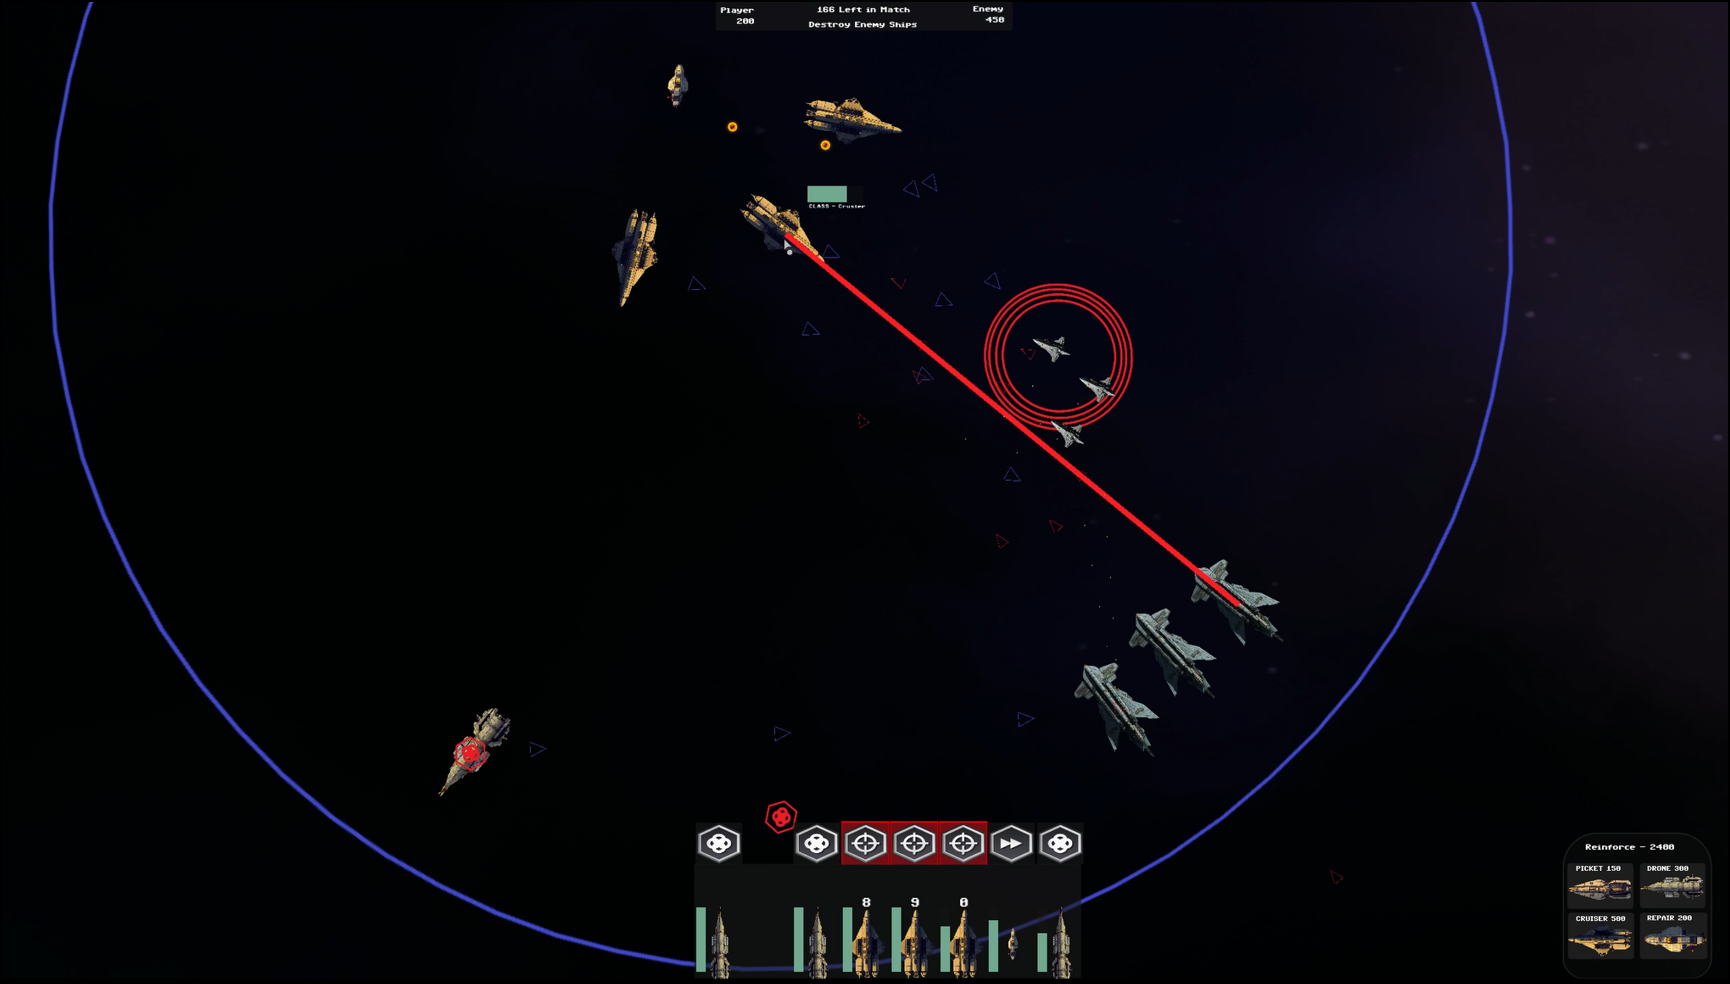 Player
166 Left in Match
Enemy
200
Destroy Enemy Ships
450
CLASS - Cruiser
8
9
0
Reinforce - 2400
PICKET 150
DRONE 300
CRUISER 500
REPAIR 200